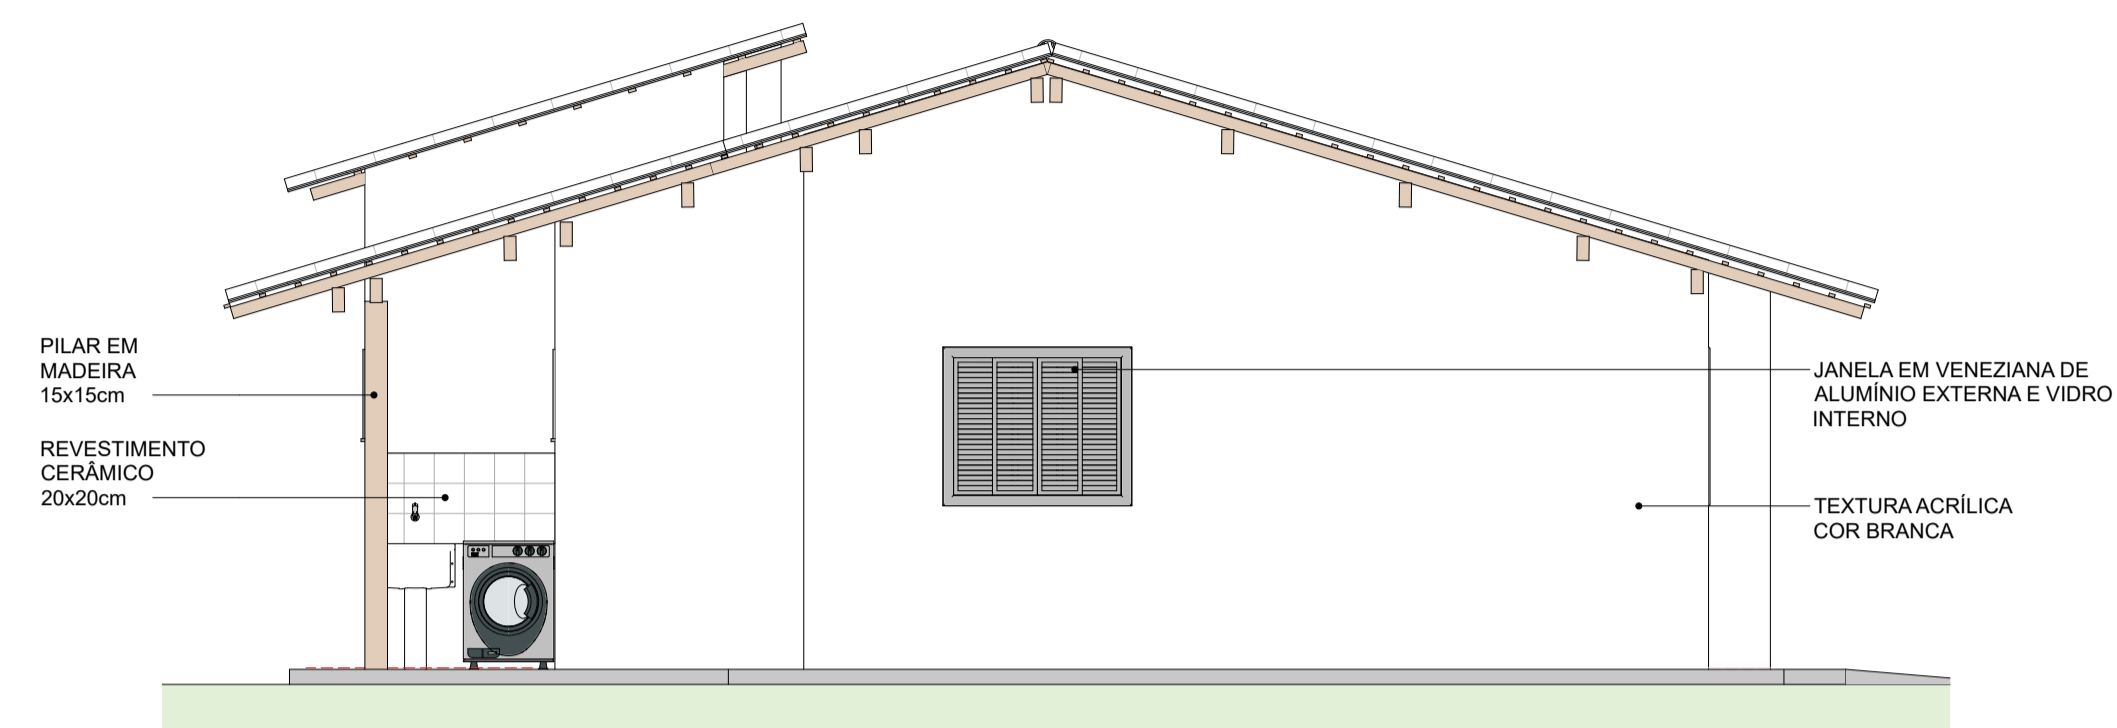 PILAR EM
MADEIRA
15x15cm
REVESTIMENTO
CERÂMICO
20x20cm
JANELA EM VENEZIANA DE
ALUMÍNIO EXTERNA E VIDRO
INTERNO
TEXTURA ACRÍLICA
COR BRANCA